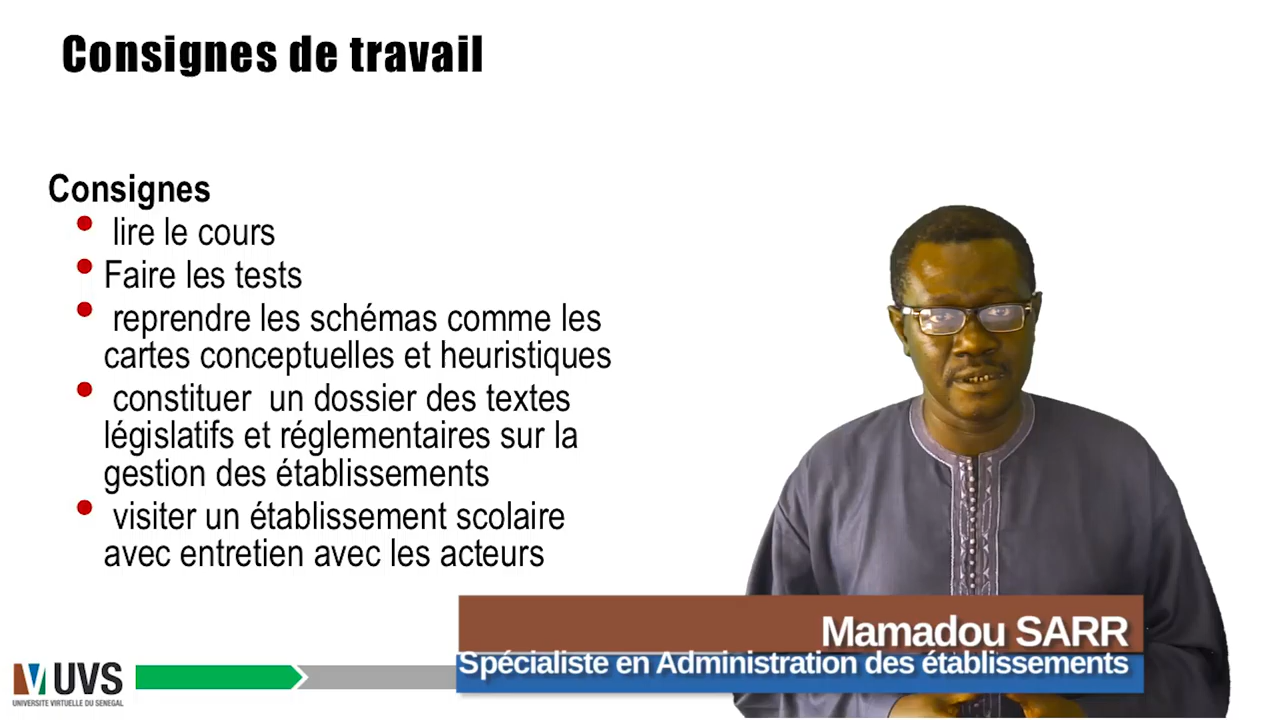 Consignes de travail
Consignes
• lire le cours
• Faire les tests
• reprendre les schémas comme les
cartes conceptuelles et heuristiques
• constituer un dossier des textes
législatifs et réglementaires sur la
gestion des établissements
• visiter un établissement scolaire
avec entretien avec les acteurs
Mamadou SARR
Spécialiste en Administration des établissements
UVS
UNIVERSITE VIRTUELLE DU SENEGAL